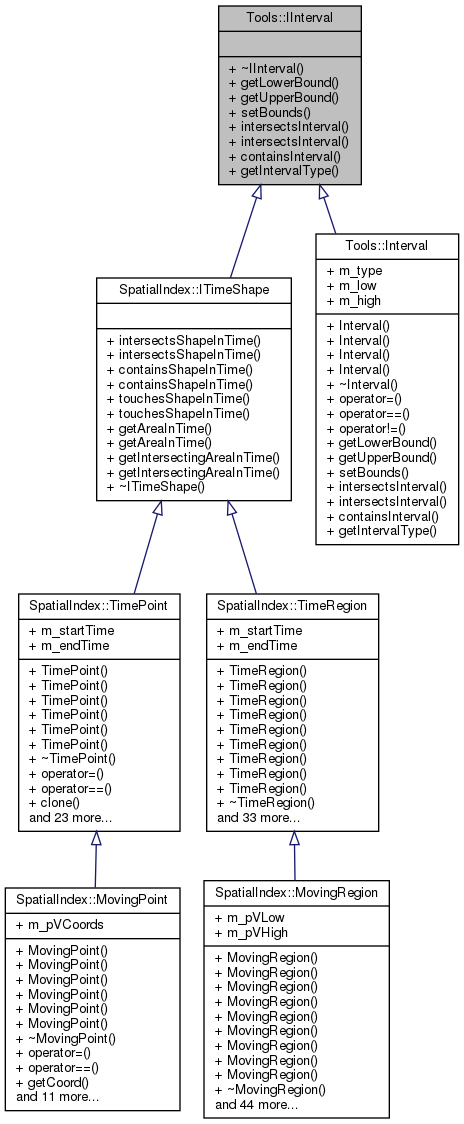 Tools::IInterval
+ ~IInterval()
+ getLowerBound()
+ getUpperBound()
+ setBounds()
+ intersectsInterval()
+ intersectsInterval()
+ containsInterval()
+ getIntervalType()
Tools::Interval
+ m_type
+ m_low
+ m_high
+ Interval()
+ Interval()
+ Interval()
+ Interval()
+ ~Interval()
+ operator=()
+ operator==()
+ operator!=()
+ getLowerBound()
+ getUpperBound()
+ setBounds()
+ intersectsInterval()
+ intersectsInterval()
+ containsInterval()
+ getIntervalType()
SpatialIndex::ITimeShape
+ intersectsShapeInTime()
+ intersectsShapeInTime()
+ containsShapeInTime()
+ containsShapeInTime()
+ touchesShapeInTime()
+ touchesShapeInTime()
+ getAreaInTime()
+ getAreaInTime()
+ getIntersectingAreaInTime()
+ getIntersectingAreaInTime()
+ ~ITimeShape()
SpatialIndex::TimePoint
+ m_startTime
+ m_endTime
+ TimePoint()
+ TimePoint()
+ TimePoint()
+ TimePoint()
+ TimePoint()
+ TimePoint()
+ ~TimePoint()
+ operator=()
+ operator==()
+ clone()
and 23 more...
SpatialIndex::TimeRegion
+ m_startTime
+ m_endTime
+ TimeRegion()
+ TimeRegion()
+ TimeRegion()
+ TimeRegion()
+ TimeRegion()
+ TimeRegion()
+ TimeRegion()
+ TimeRegion()
+ TimeRegion()
+ ~TimeRegion()
and 33 more...
SpatialIndex::MovingPoint
+ m_pVCoords
+ MovingPoint()
+ MovingPoint()
+ MovingPoint()
+ MovingPoint()
+ MovingPoint()
+ MovingPoint()
+ ~MovingPoint()
+ operator=()
+ operator==()
+ getCoord()
and 11 more...
SpatialIndex::MovingRegion
+ m_pVLow
+ m_pVHigh
+ MovingRegion()
+ MovingRegion()
+ MovingRegion()
+ MovingRegion()
+ MovingRegion()
+ MovingRegion()
+ MovingRegion()
+ MovingRegion()
+ MovingRegion()
+ ~MovingRegion()
and 44 more...